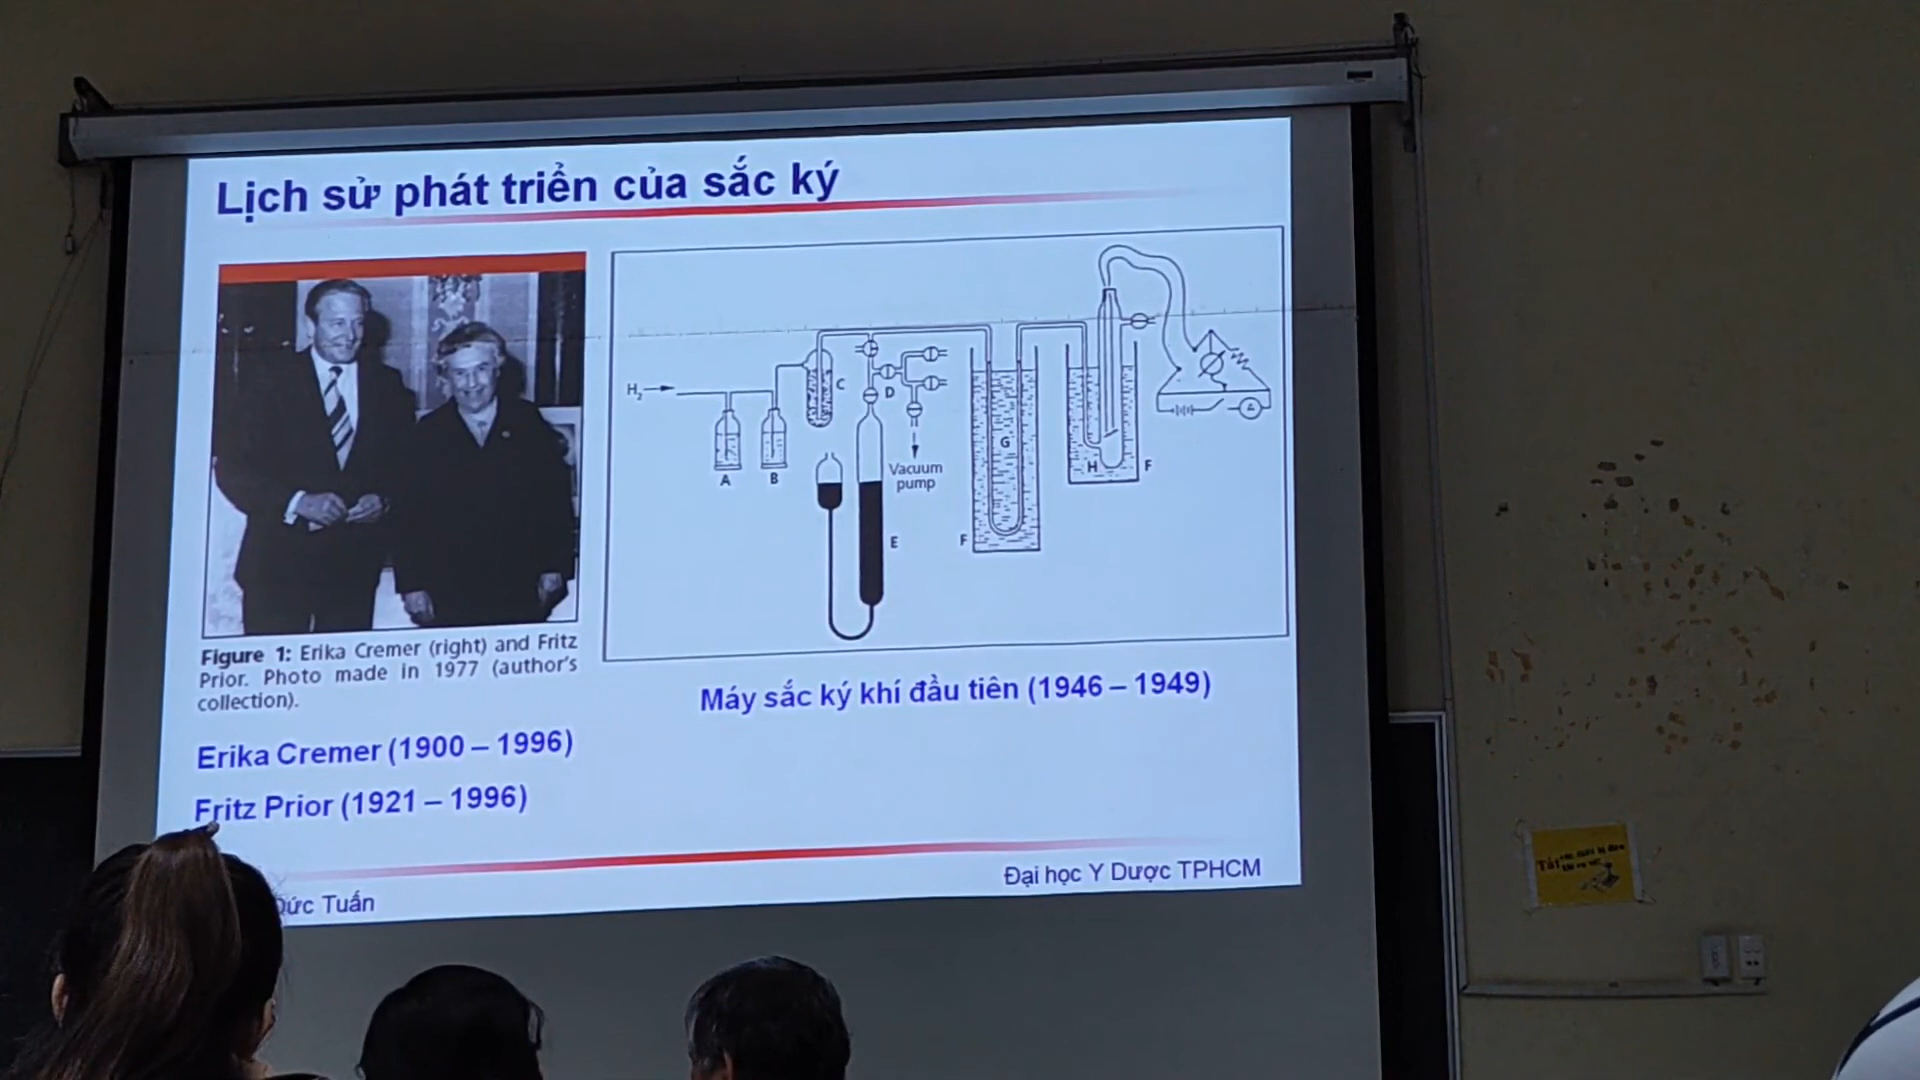 Lịch sử phát triển của sắc ký
H₂
A
B
C
D
Vacuum
pump
E
F
G
H
F
Figure 1: Erika Cremer (right) and Fritz
Prior. Photo made in 1977 (author's
collection).
Máy sắc ký khí đầu tiên (1946 – 1949)
Erika Cremer (1900 – 1996)
Fritz Prior (1921 – 1996)
Đức Tuấn
Đại học Y Dược TPHCM
Tắt